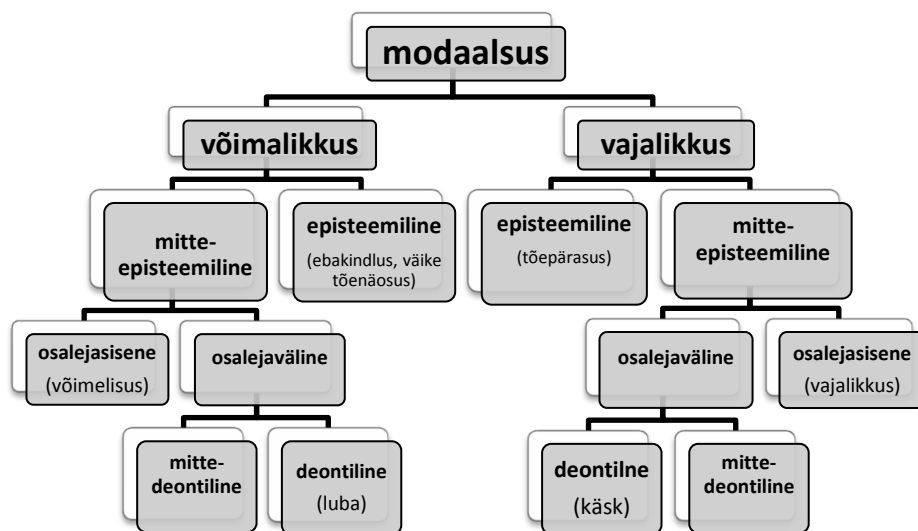 modaalsus
võimalikkus
vajalikkus
mitte-
episteemiline
episteemiline
(ebakindlus, väike
tõenäosus)
episteemiline
(tõepärasus)
mitte-
episteemiline
osalejasisene
(võimelisus)
osalejaväline
osalejaväline
osalejasisene
(vajalikkus)
mitte-
deontiline
deontiline
(luba)
deontilne
(käsk)
mitte-
deontiline